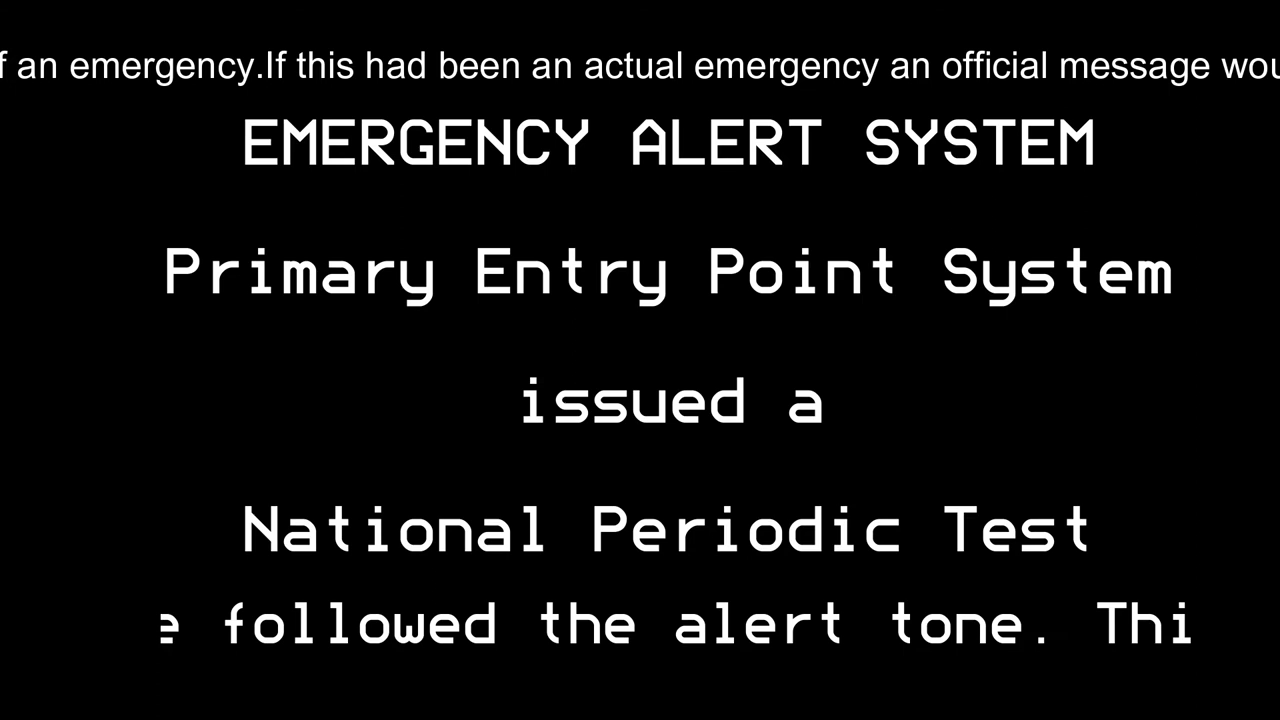 an emergency.If this had been an actual emergency an official message
EMERGENCY ALERT SYSTEM
Primary Entry Point System
issued a
National Periodic Test
followed the alert tone. Thi